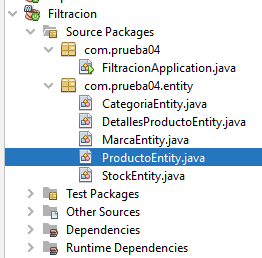 Filtracion
Source Packages
com.prueba04
FiltracionApplication.java
com.prueba04.entity
CategoriaEntity.java
DetallesProductoEntity.java
MarcaEntity.java
ProductoEntity.java
StockEntity.java
Test Packages
Other Sources
Dependencies
Runtime Dependencies